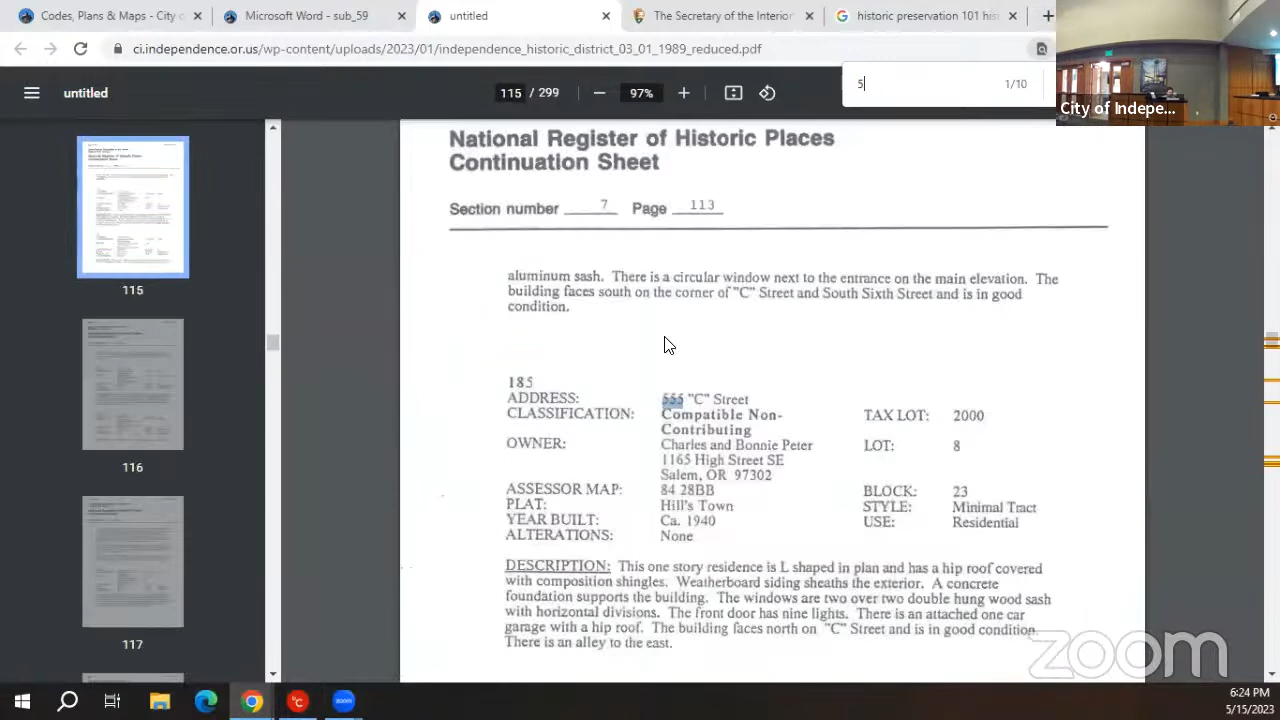 Codes, Plans & Maps - City o
Microsoft Word - sub_59
untitled
The Secretary of the Interior
historic preservation 101 his
ci.independence.or.us/wp-content/uploads/2023/01/independence_historic_district_03_01_1989_reduced.pdf
untitled
115 / 299
97%
5
1/10
City of Indepe...
115
116
117
National Register of Historic Places
Continuation Sheet
Section number 7 Page 113
aluminum sash. There is a circular window next to the entrance on the main elevation. The
building faces south on the corner of "C" Street and South Sixth Street and is in good
condition.
185
ADDRESS: 555 "C" Street
CLASSIFICATION: Compatible Non- TAX LOT: 2000
Contributing
OWNER: Charles and Bonnie Peter LOT: 8
1165 High Street SE
Salem, OR 97302
ASSESSOR MAP: 84 28BB BLOCK: 23
PLAT: Hill's Town STYLE: Minimal Tract
YEAR BUILT: Ca. 1940 USE: Residential
ALTERATIONS: None
DESCRIPTION: This one story residence is L shaped in plan and has a hip roof covered
with composition shingles. Weatherboard siding sheaths the exterior. A concrete
foundation supports the building. The windows are two over two double hung wood sash
with horizontal divisions. The front door has nine lights. There is an attached one car
garage with a hip roof. The building faces north on "C" Street and is in good condition.
There is an alley to the east.
zoom
6:24 PM
5/15/2023